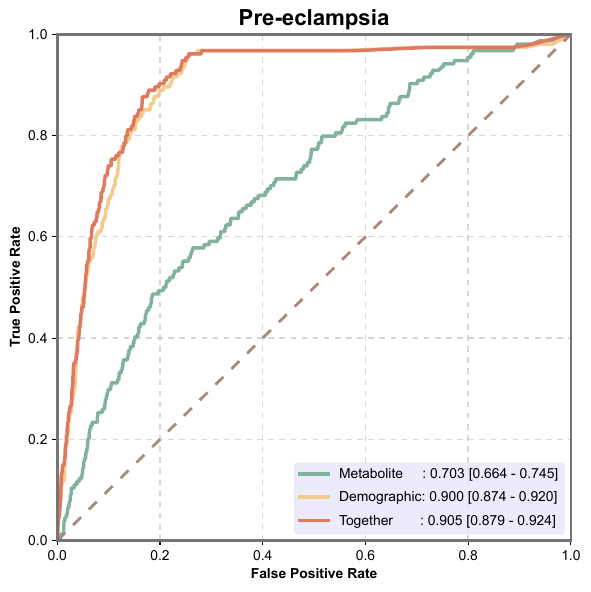 Pre-eclampsia
True Positive Rate
1.0
0.8
0.6
0.4
0.2
0.0
Metabolite : 0.703 [0.664 - 0.745]
Demographic: 0.900 [0.874 - 0.920]
Together : 0.905 [0.879 - 0.924]
0.0 0.2 0.4 0.6 0.8 1.0
False Positive Rate